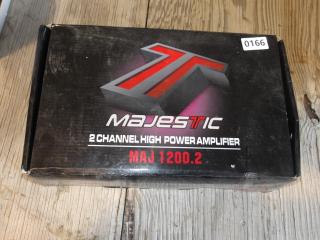 0166
MAJESTIC
2 CHANNEL HIGH POWER AMPLIFIER
MAJ 1200.2